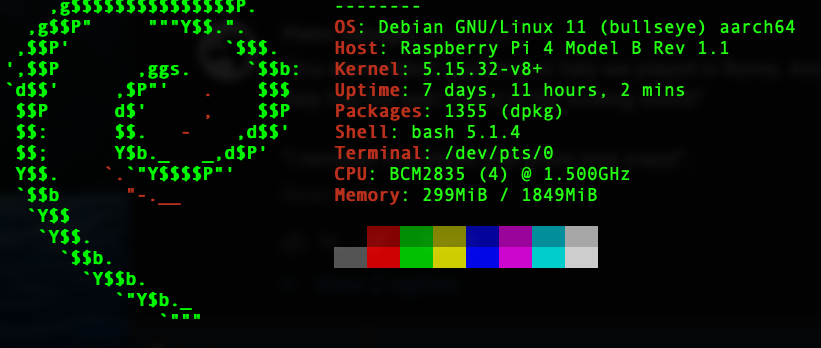 --------
OS: Debian GNU/Linux 11 (bullseye) aarch64
Host: Raspberry Pi 4 Model B Rev 1.1
Kernel: 5.15.32-v8+
Uptime: 7 days, 11 hours, 2 mins
Packages: 1355 (dpkg)
Shell: bash 5.1.4
Terminal: /dev/pts/0
CPU: BCM2835 (4) @ 1.500GHz
Memory: 299MiB / 1849MiB